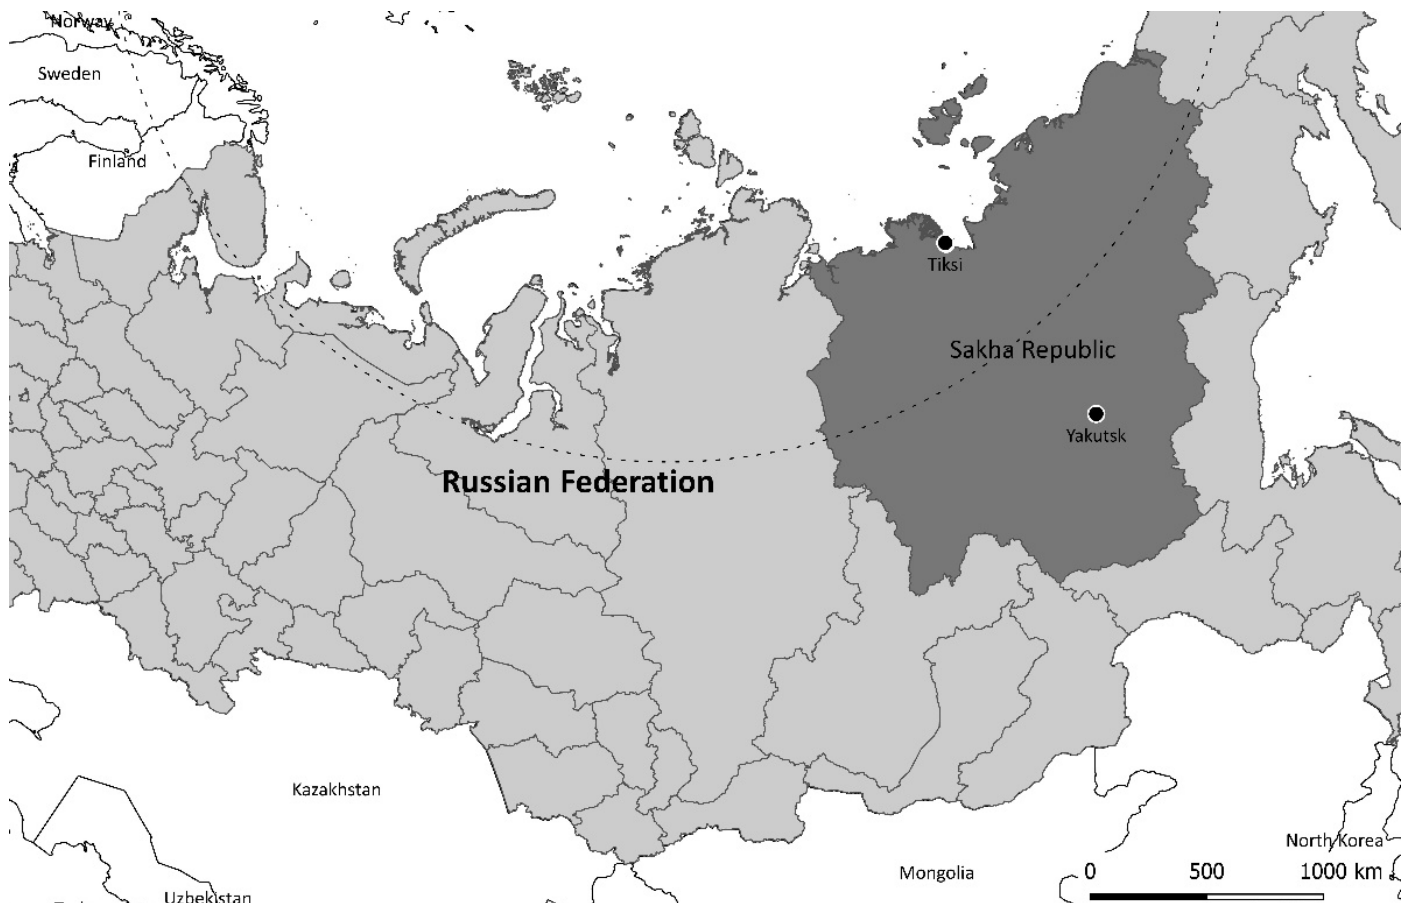 Norway
Sweden
Finland
Tiksi
Sakha Republic
Yakutsk
Russian Federation
Kazakhstan
North Korea
Mongolia
0 500 1000 km
Uzbekistan